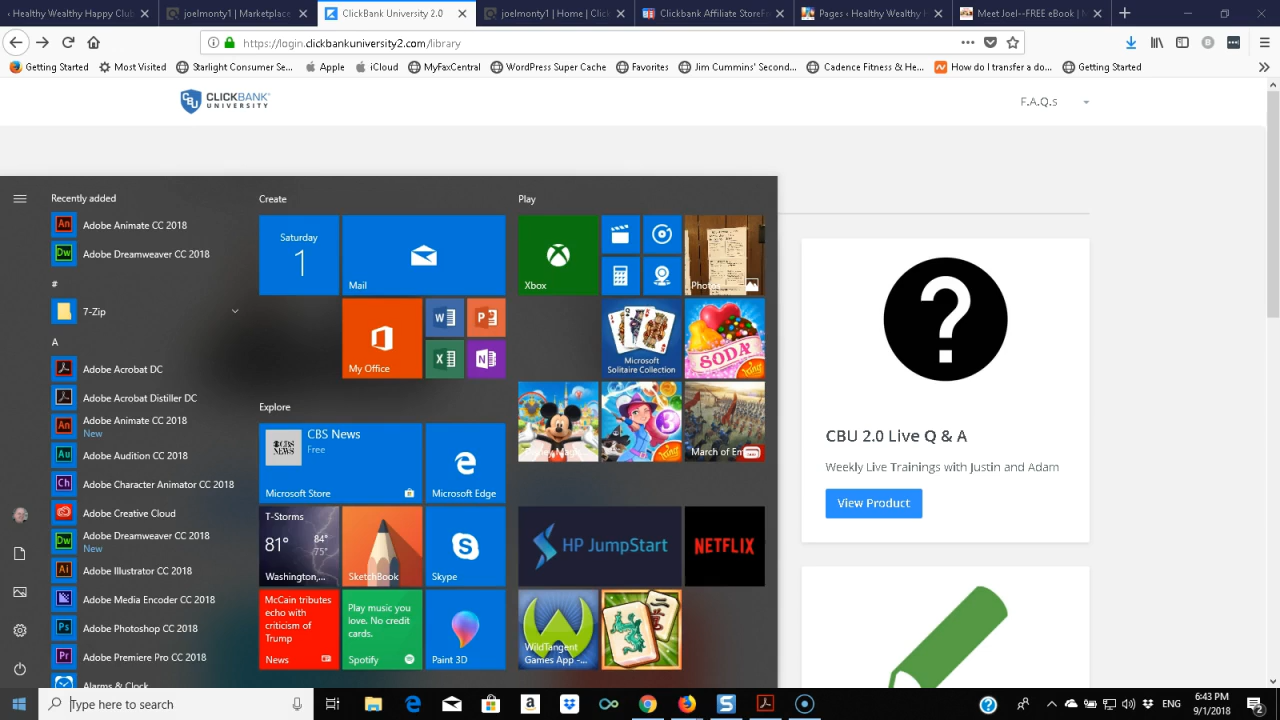 Healthy Wealthy Happy Clu
joelmonty1 | Marketplace
ClickBank University 2.0
joelmonty1 | Home | Click
Clickbank Affiliate StoreF
Pages ‹ Healthy Wealthy H
Meet Joel--FREE eBook | N
https://login.clickbankuniversity2.com/library
Getting Started
Most Visited
Starlight Consumer Se...
Apple
iCloud
MyFaxCentral
WordPress Super Cache
Favorites
Jim Cummins' Second...
Cadence Fitness & He...
How do I transfer a do...
Getting Started
CBU
CLICKBANK
UNIVERSITY
F.A.Q.s
Recently added
Adobe Animate CC 2018
Adobe Dreamweaver CC 2018
#
7-Zip
A
Adobe Acrobat DC
Adobe Acrobat Distiller DC
Adobe Animate CC 2018
New
Adobe Audition CC 2018
Adobe Character Animator CC 2018
Adobe Creative Cloud
Adobe Dreamweaver CC 2018
New
Adobe Illustrator CC 2018
Adobe Media Encoder CC 2018
Adobe Photoshop CC 2018
Adobe Premiere Pro CC 2018
Alarms & Clock
Create
Saturday
1
Mail
My Office
Explore
CBS News
Free
Microsoft Store
Microsoft Edge
T-Storms
81°
84°
75°
Washington,...
SketchBook
Skype
McCain tributes
echo with
criticism of
Trump
News
Play music you
love. No credit
cards.
Spotify
Paint 3D
Play
Xbox
Photos
Microsoft
Solitaire Collection
SODA
king
Disney Magic...
king
March of Em...
HP JumpStart
NETFLIX
WildTangent
Games App -...
?
CBU 2.0 Live Q & A
Weekly Live Trainings with Justin and Adam
View Product
Type here to search
ENG
6:43 PM
9/1/2018
2